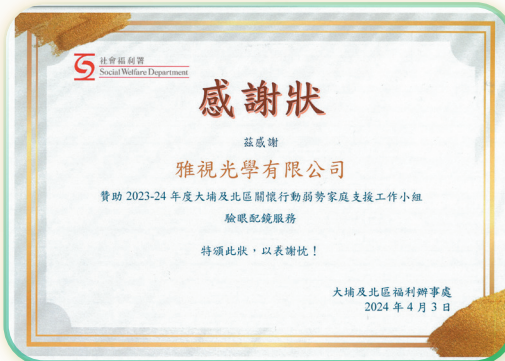 社會福利署
Social Welfare Department
感謝狀
茲感謝
雅視光學有限公司
贊助 2023-24 年度大埔及北區關懷行動弱勢家庭支援工作小組
驗眼配鏡服務
特頒此狀，以表謝忱！
大埔及北區福利辦事處
2024 年 4 月 3 日